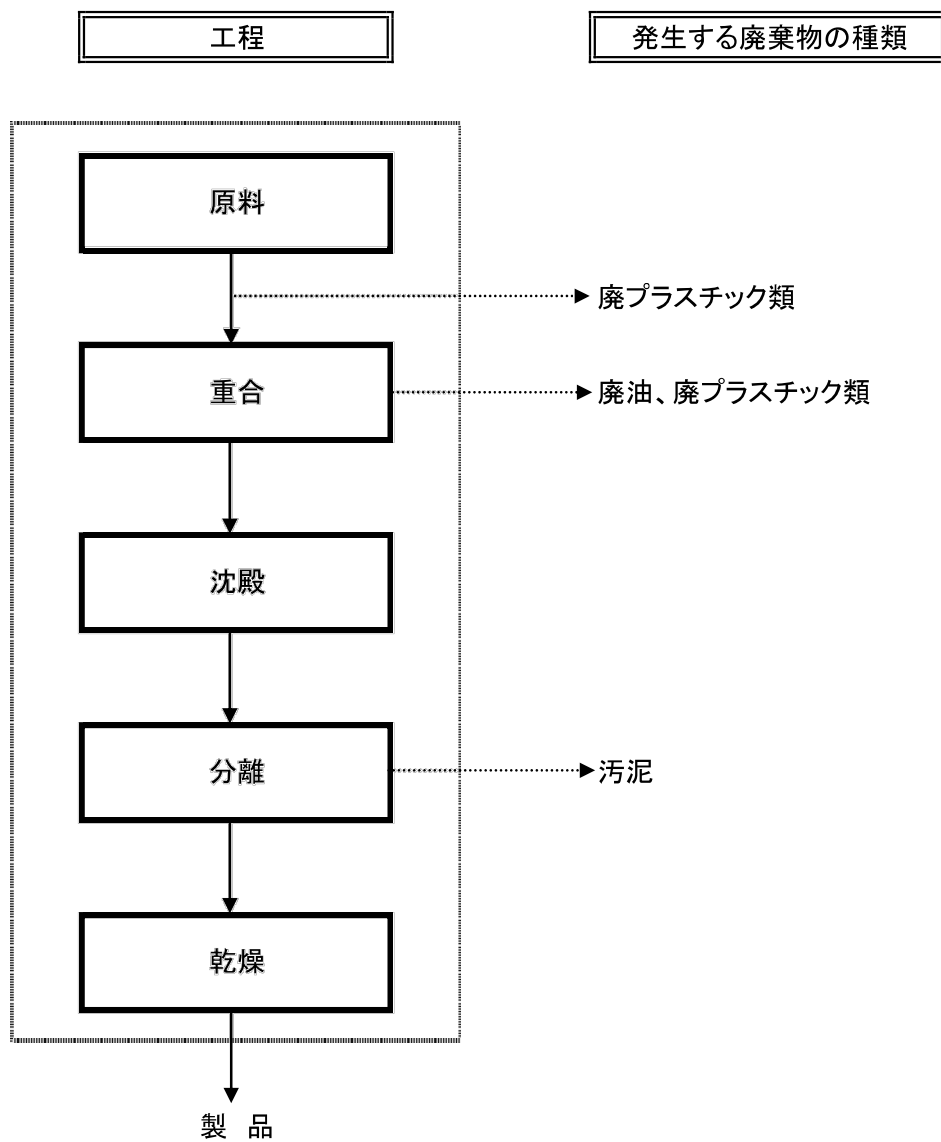 工程
発生する廃棄物の種類
原料
廃プラスチック類
重合
廃油、廃プラスチック類
沈殿
分離
汚泥
乾燥
製 品